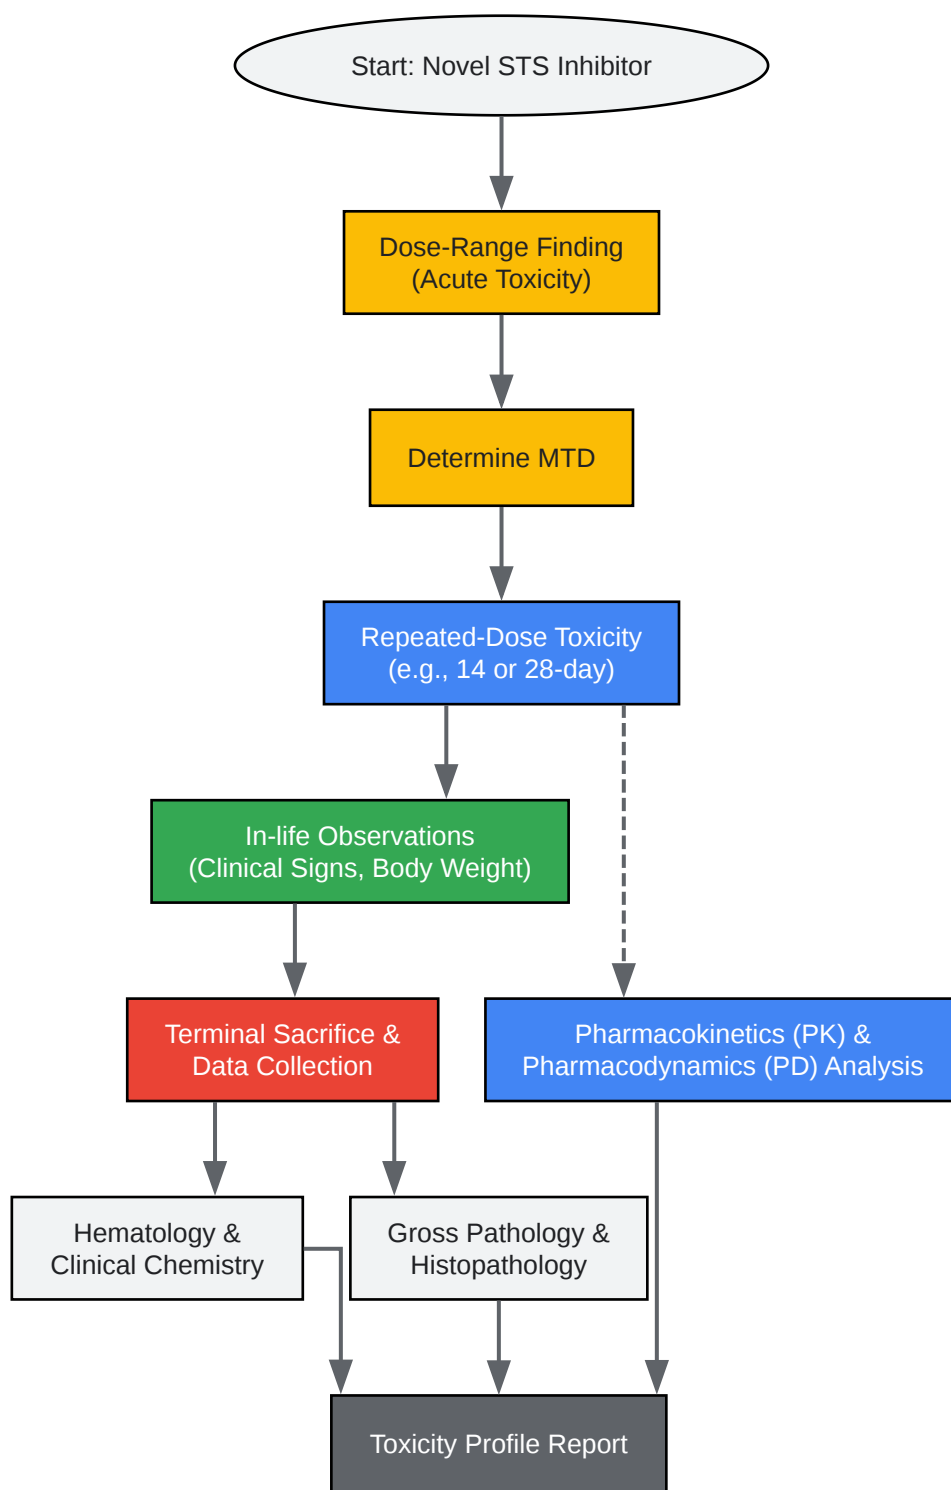 Start: Novel STS Inhibitor
Dose-Range Finding
(Acute Toxicity)
Determine MTD
Repeated-Dose Toxicity
(e.g., 14 or 28-day)
In-life Observations
(Clinical Signs, Body Weight)
Terminal Sacrifice &
Data Collection
Pharmacokinetics (PK) &
Pharmacodynamics (PD) Analysis
Hematology &
Clinical Chemistry
Gross Pathology &
Histopathology
Toxicity Profile Report